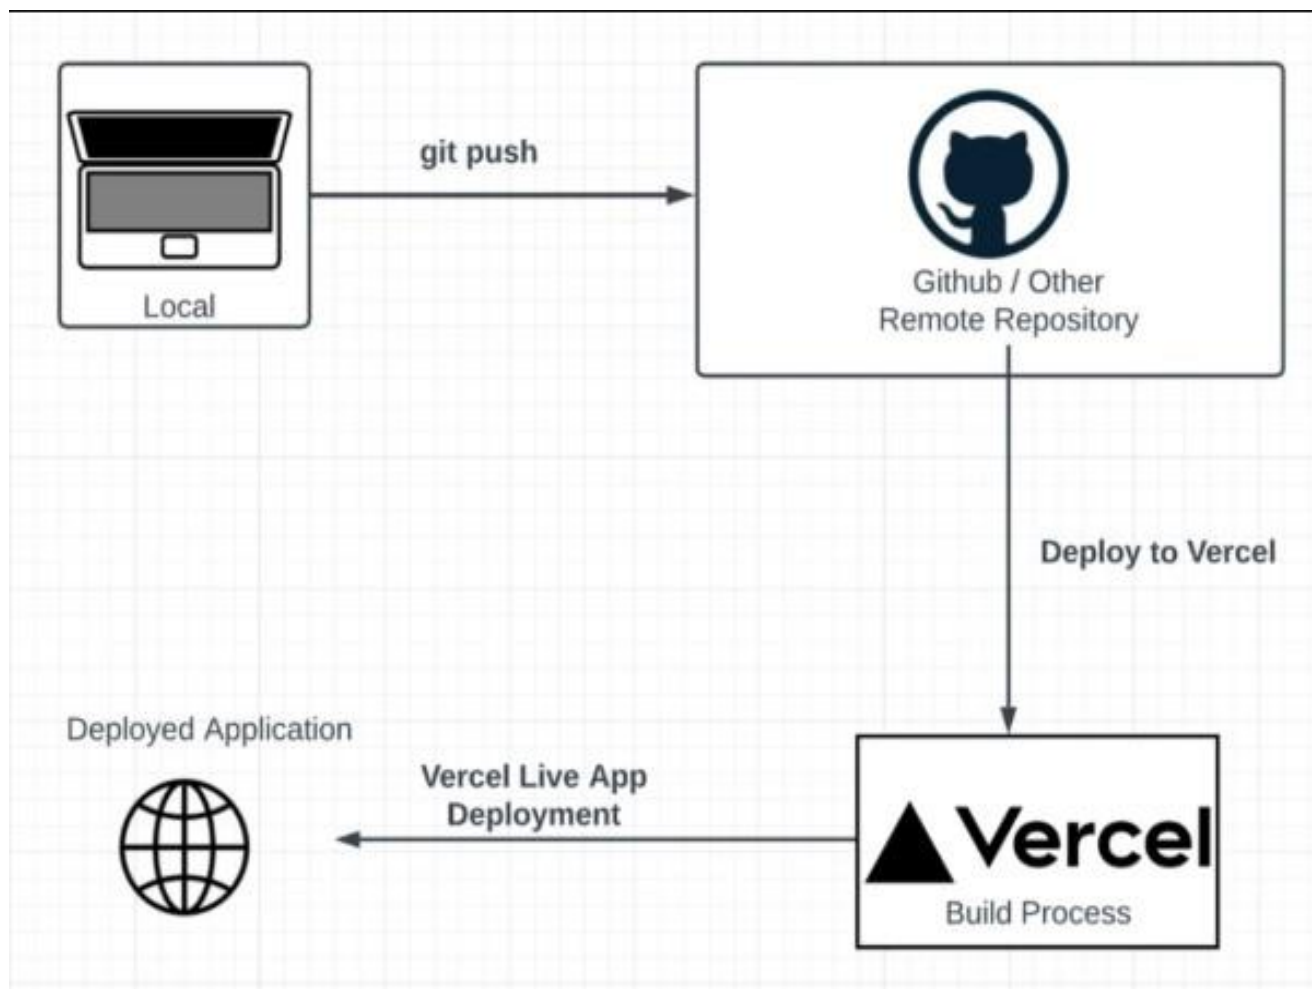 git push
Local
Github / Other
Remote Repository
Deploy to Vercel
Deployed Application
Vercel Live App
Deployment
Vercel
Build Process